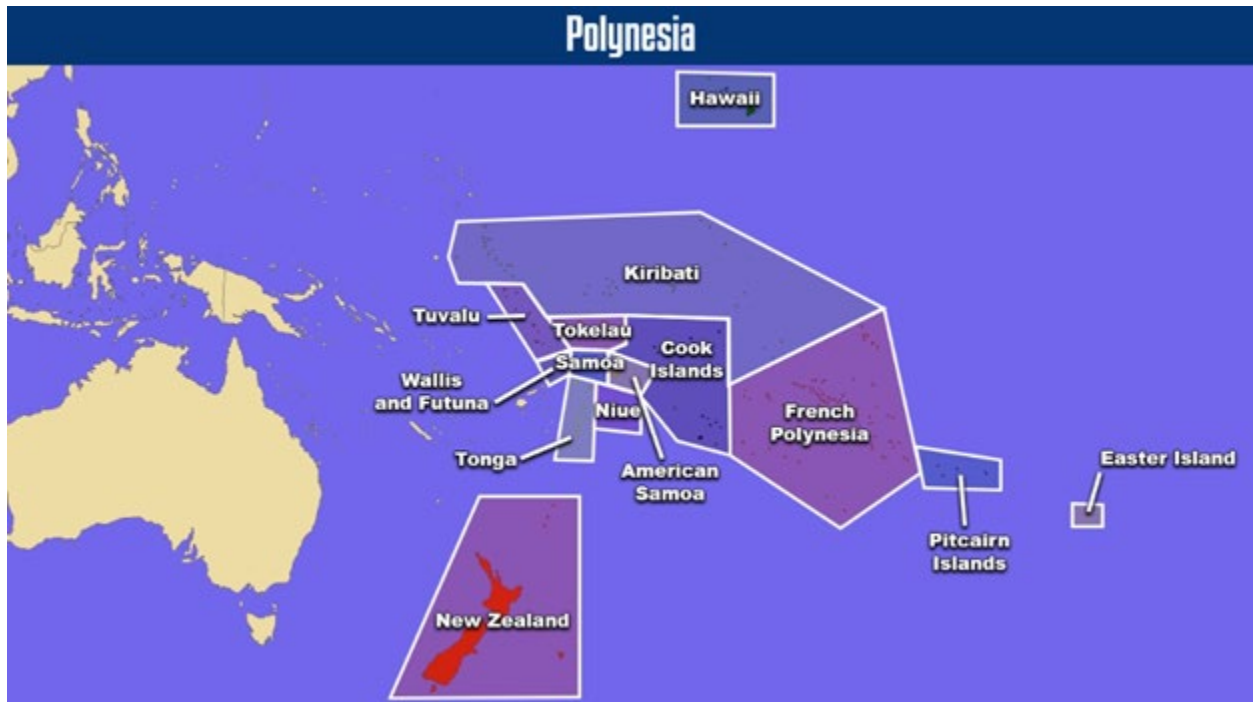 Polynesia
Hawaii
Kiribati
Tuvalu
Tokelau
Samoa
Cook
Islands
Wallis
and Futuna
Niue
French
Polynesia
Tonga
American
Samoa
Easter Island
Pitcairn
Islands
New Zealand